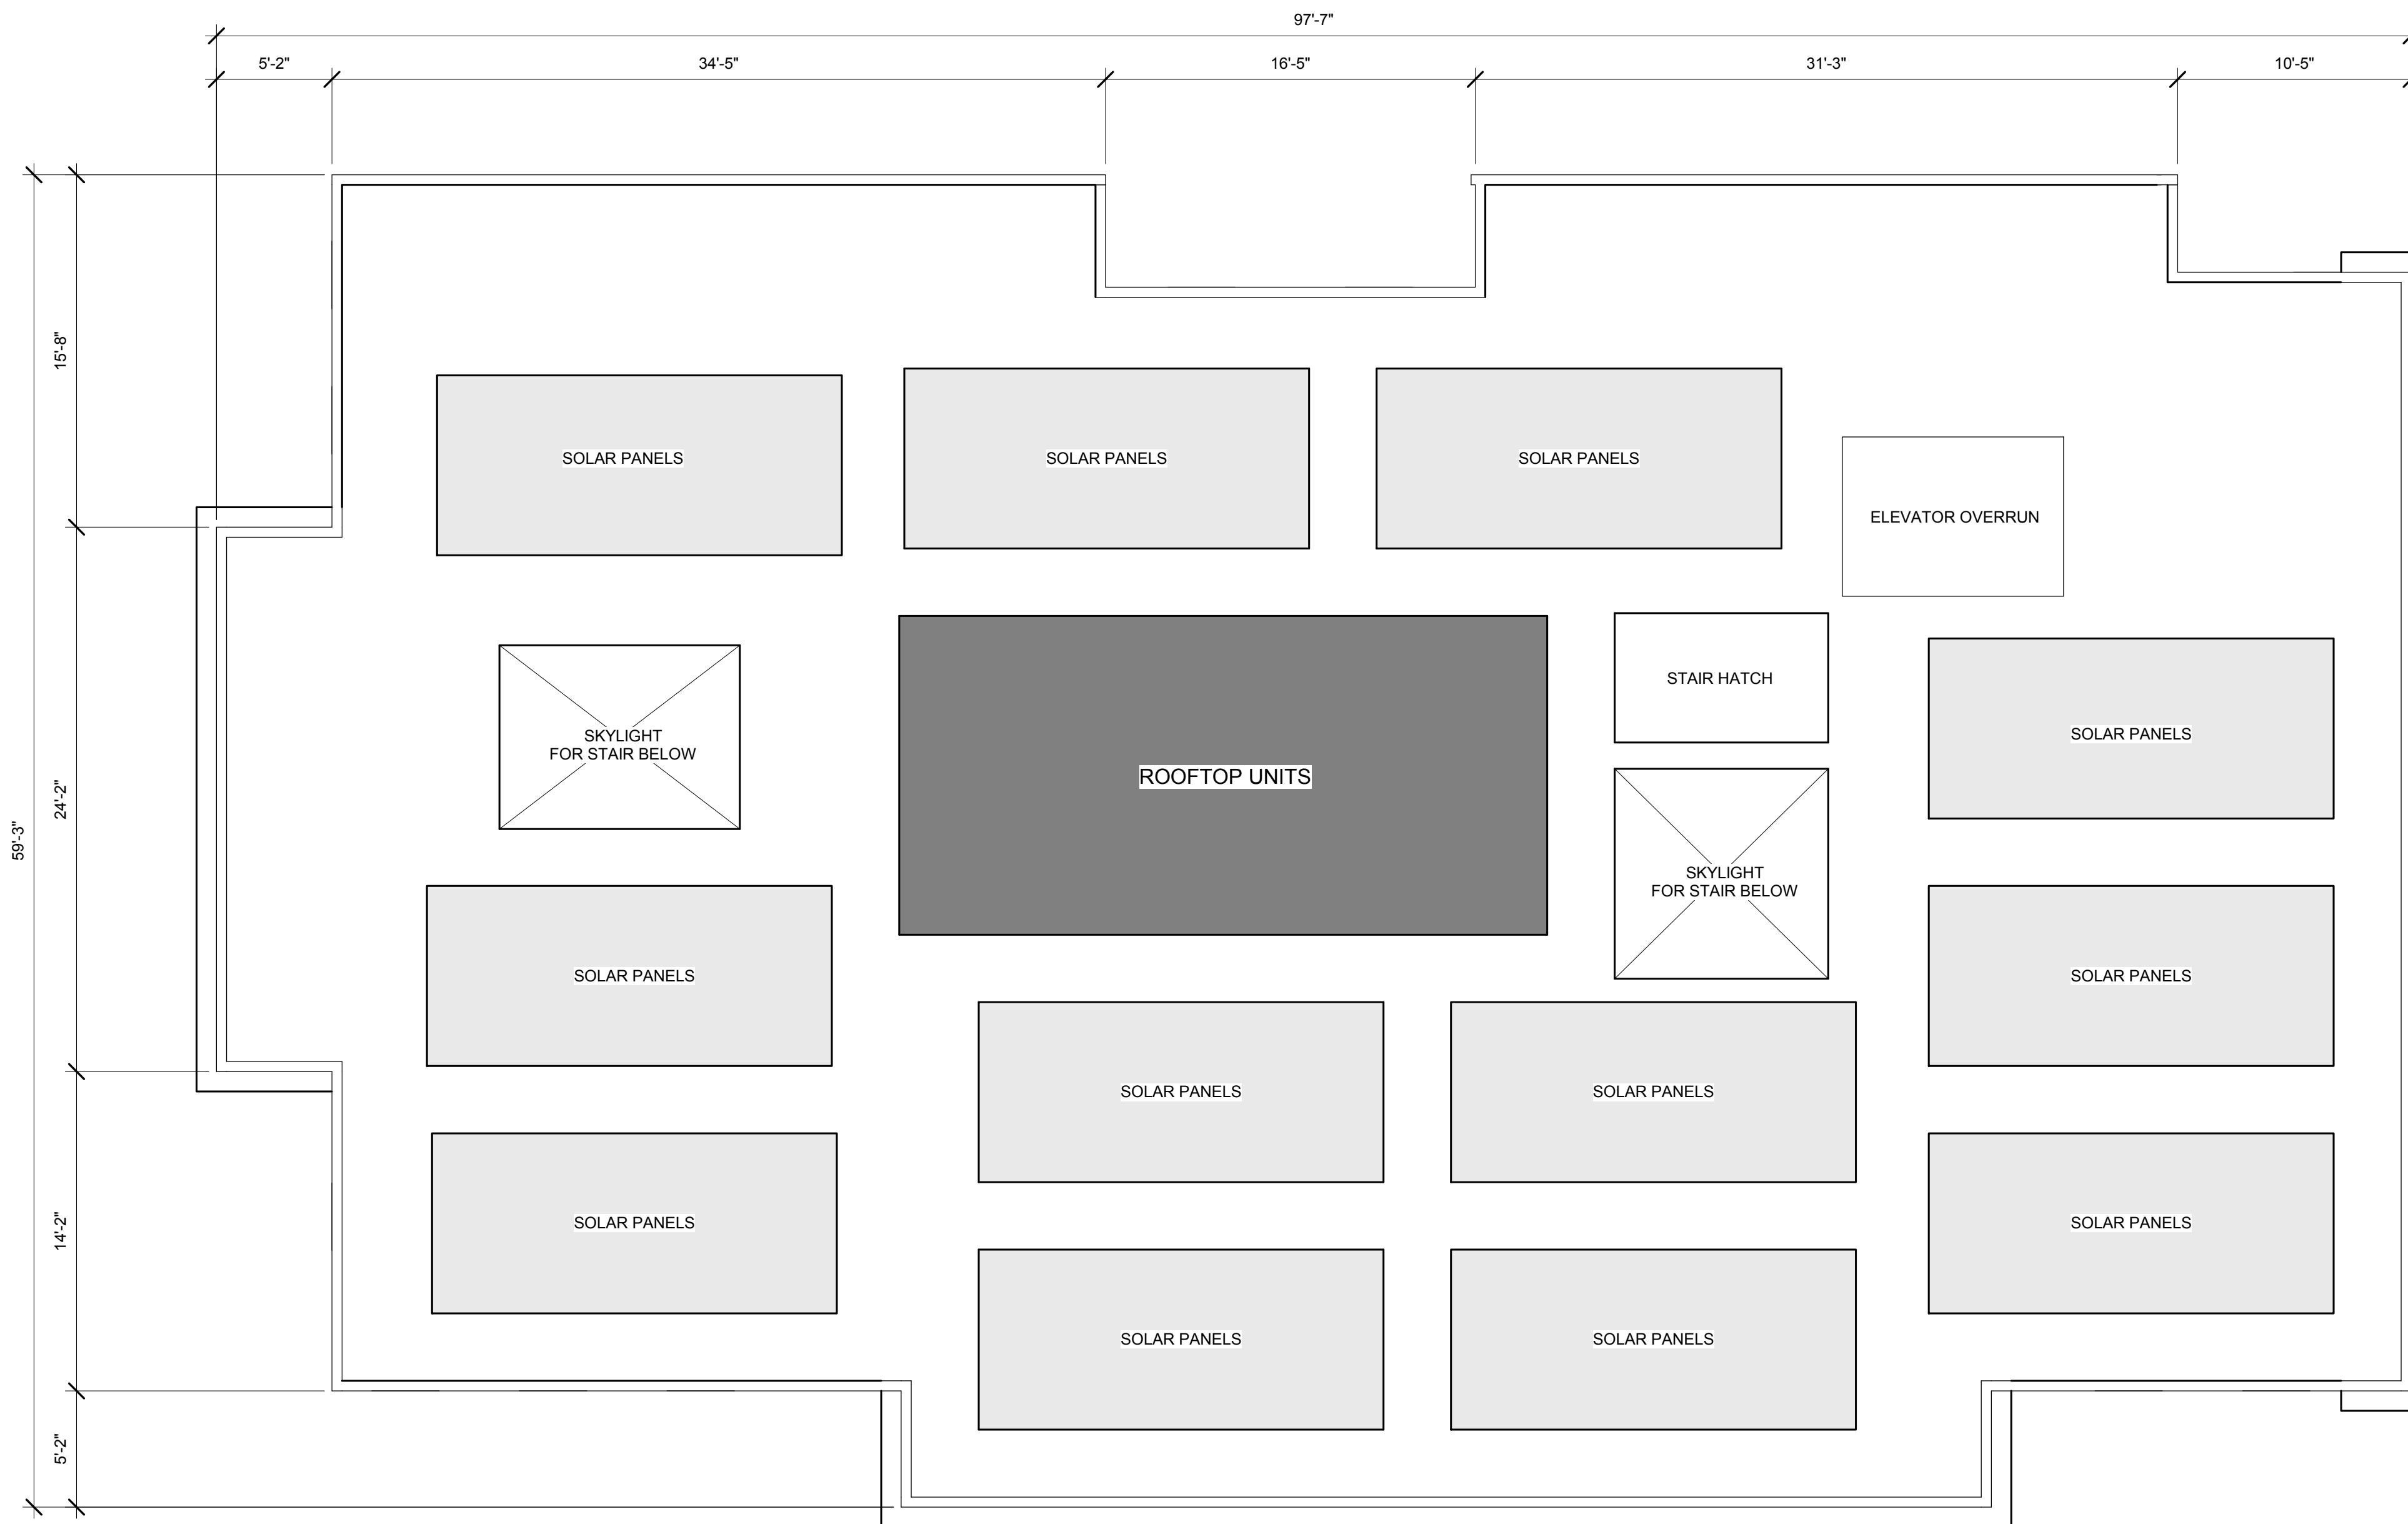 97'-7"
5'-2"
34'-5"
16'-5"
31'-3"
10'-5"
15'-8"
24'-2"
59'-3"
14'-2"
5'-2"
SOLAR PANELS
SOLAR PANELS
SOLAR PANELS
ELEVATOR OVERRUN
STAIR HATCH
SKYLIGHT
FOR STAIR BELOW
ROOFTOP UNITS
SOLAR PANELS
SKYLIGHT
FOR STAIR BELOW
SOLAR PANELS
SOLAR PANELS
SOLAR PANELS
SOLAR PANELS
SOLAR PANELS
SOLAR PANELS
SOLAR PANELS
SOLAR PANELS